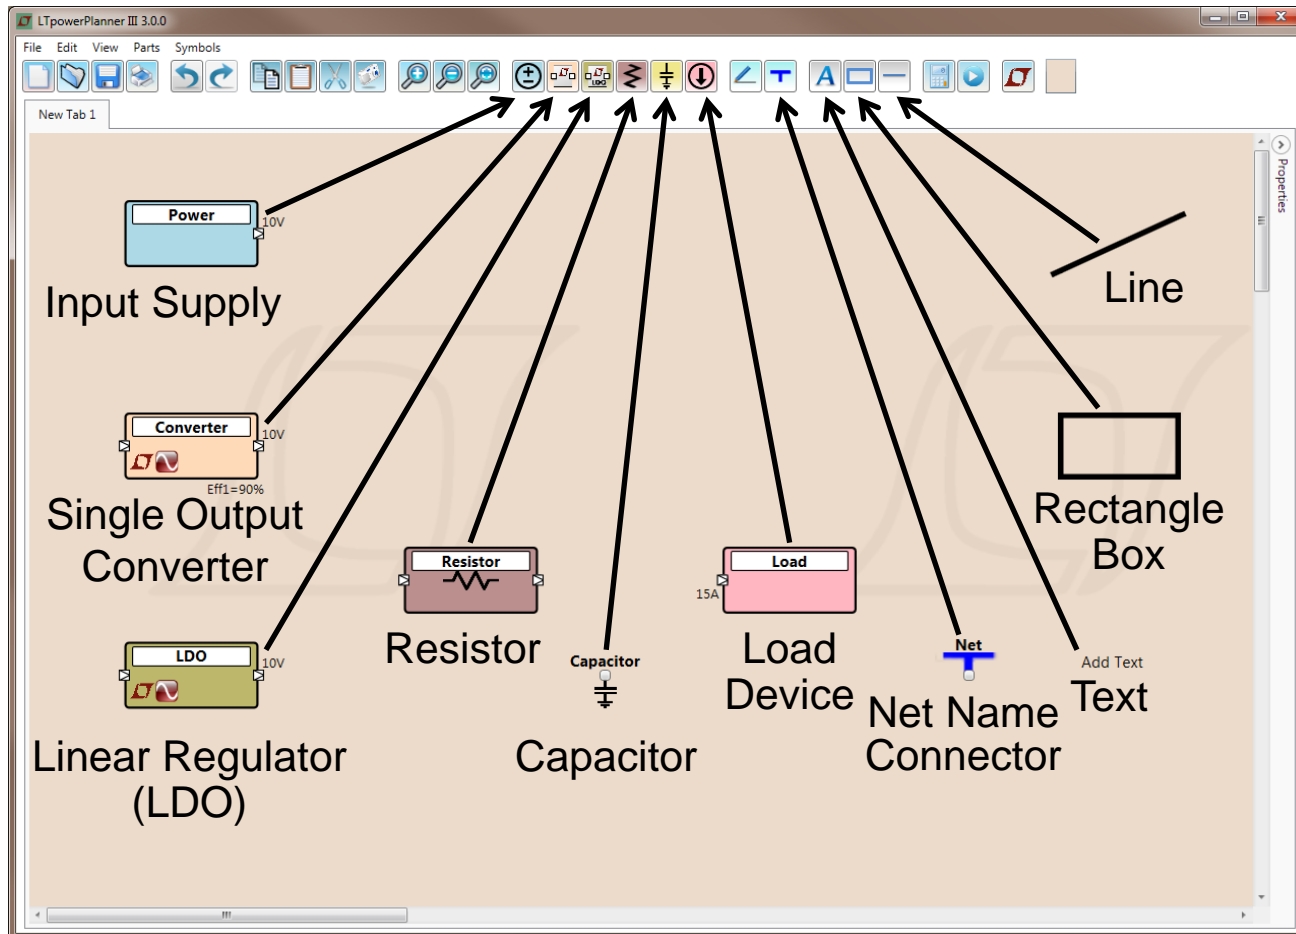 LTpowerPlanner III 3.0.0
File Edit View Parts Symbols
LDO
A
New Tab 1
Properties
Power
10V
Input Supply
Line
Converter
10V
Eff1=90%
Single Output
Converter
Rectangle
Box
Resistor
Resistor
Load
15A
Load
Device
LDO
10V
Linear Regulator
(LDO)
Capacitor
Capacitor
Net
Net Name
Connector
Add Text
Text